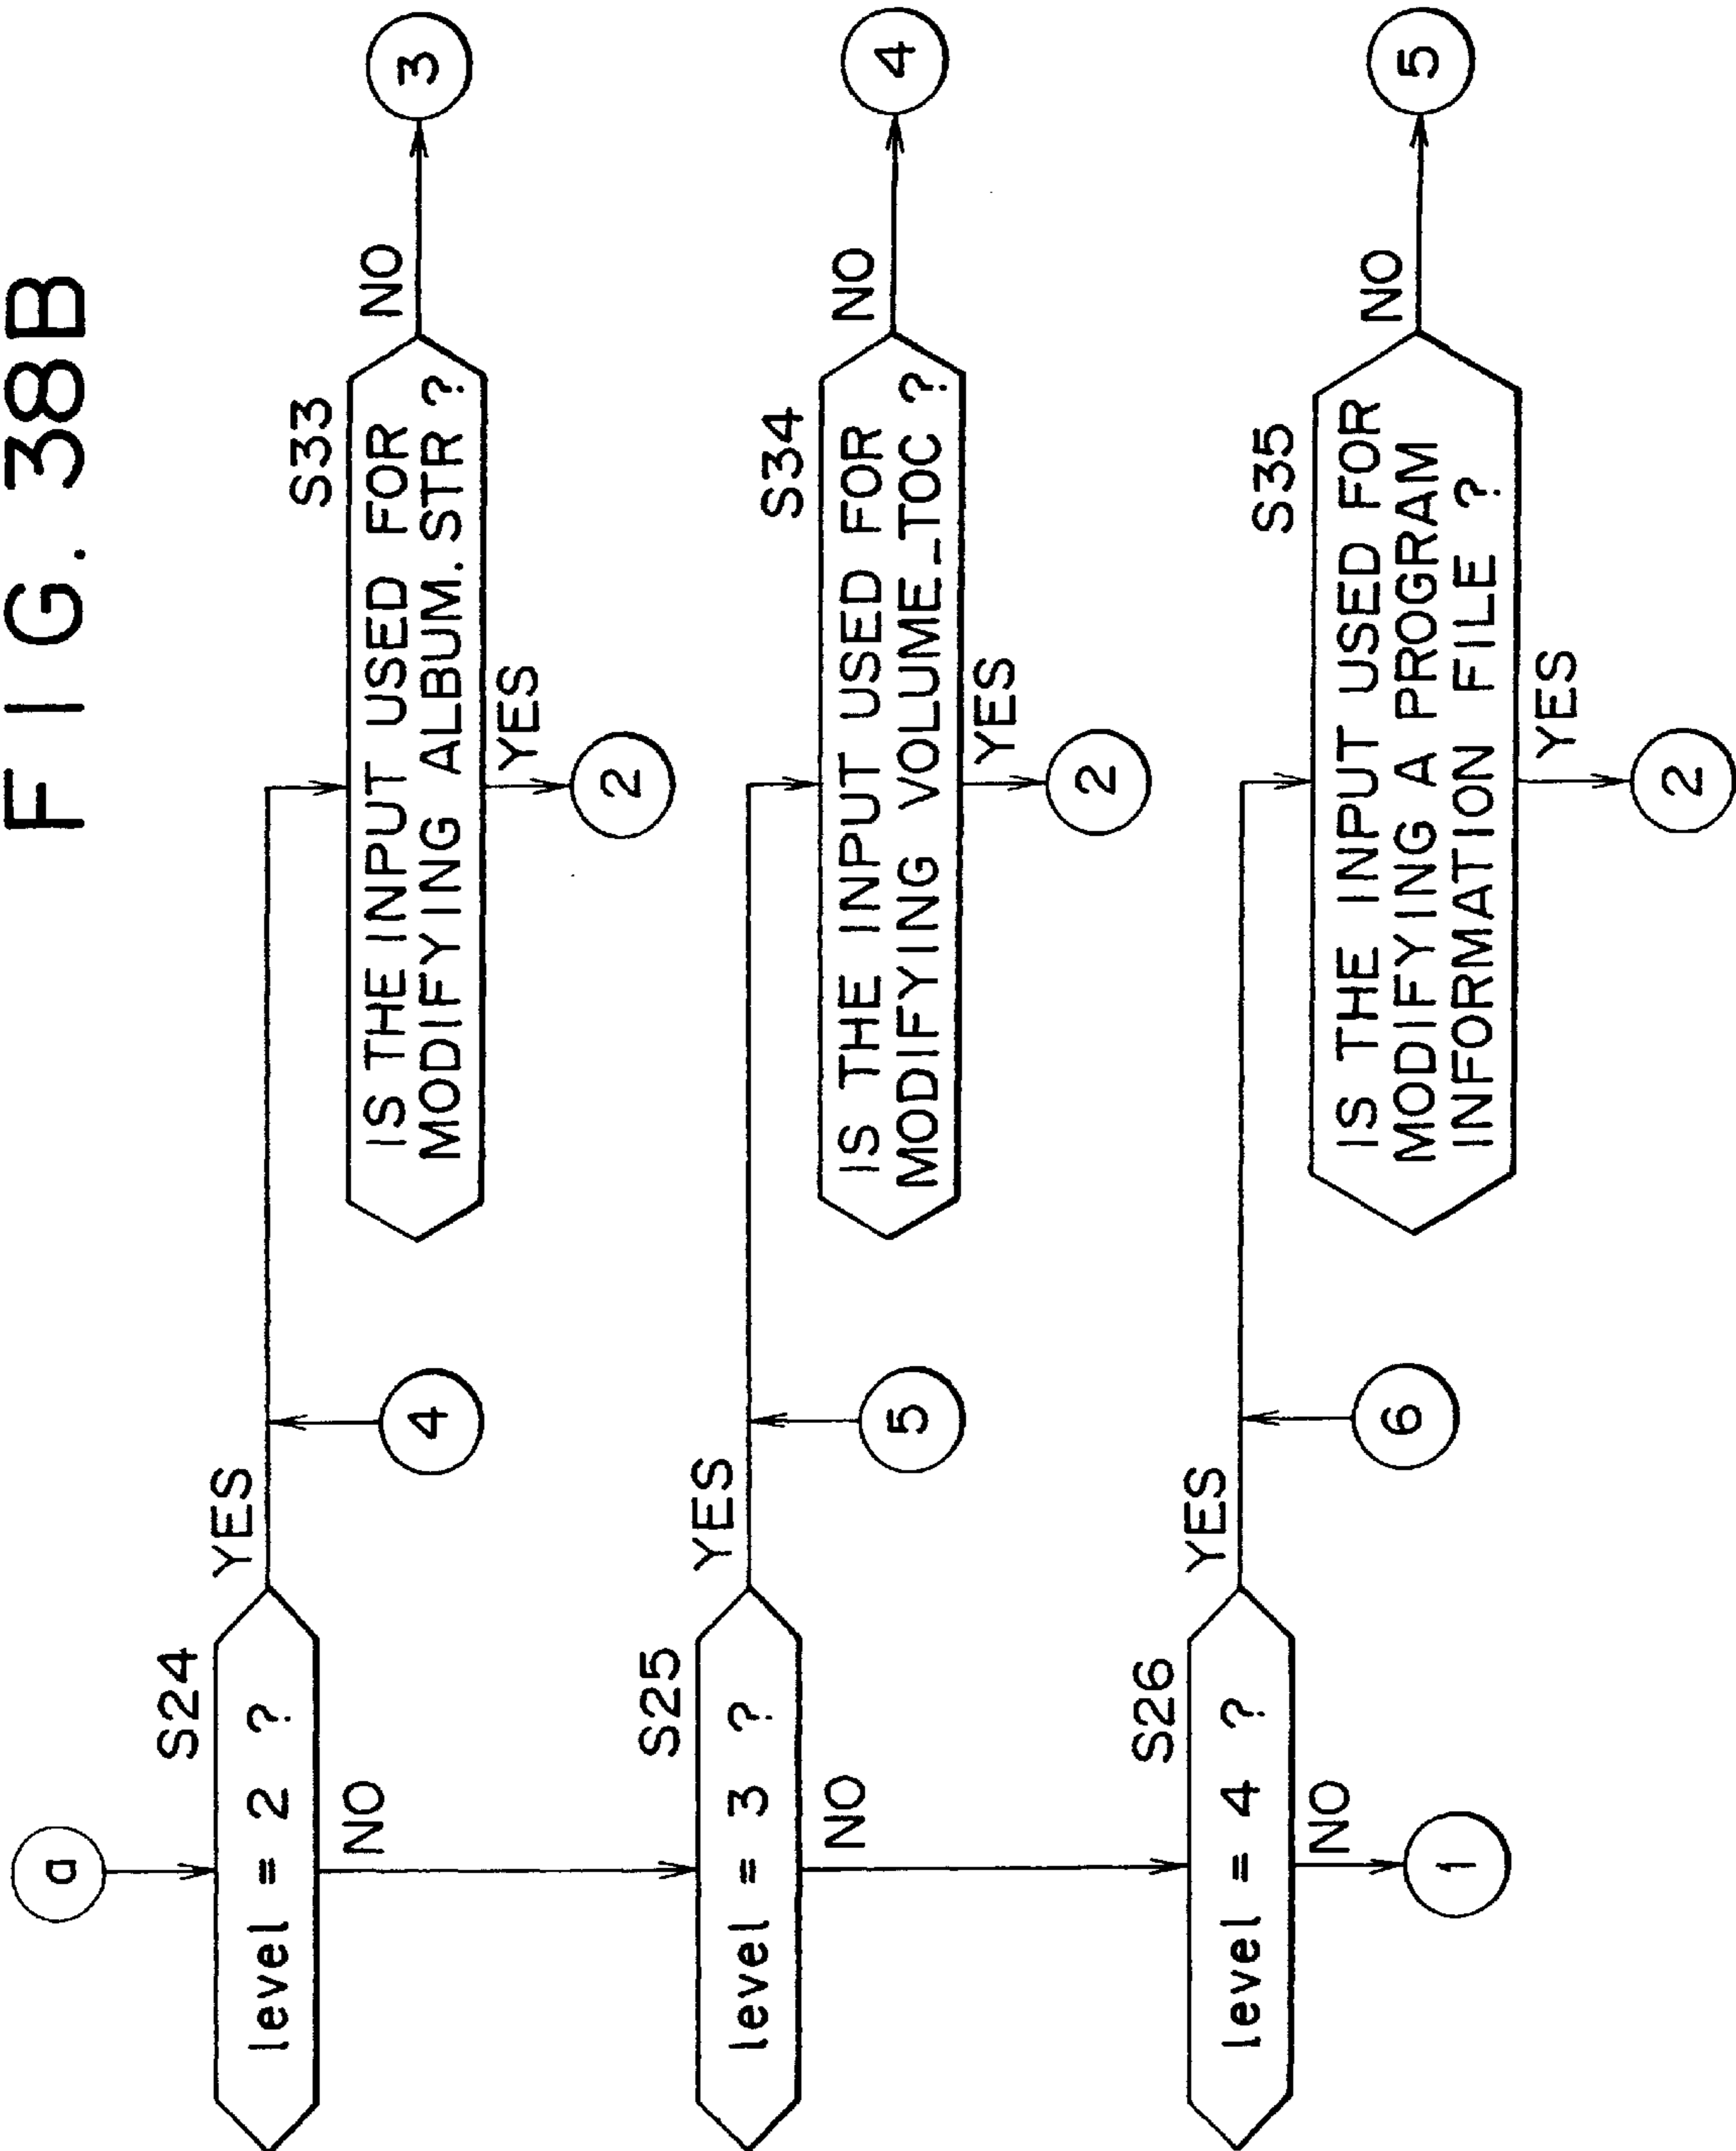 FIG. 38B
a
S24
level = 2 ?
YES
NO
4
S33
IS THE INPUT USED FOR
MODIFYING ALBUM.STR ?
NO
3
YES
2
S25
level = 3 ?
YES
NO
5
S34
IS THE INPUT USED FOR
MODIFYING VOLUME_TOC ?
NO
4
YES
2
S26
level = 4 ?
YES
NO
1
6
S35
IS THE INPUT USED FOR
MODIFYING A PROGRAM
INFORMATION FILE ?
NO
5
YES
2